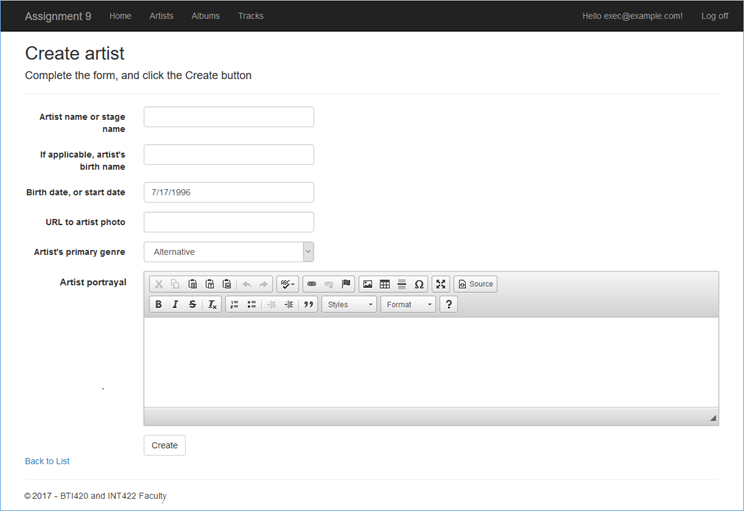 Assignment 9 Home Artists Albums Tracks Hello exec@example.com! Log off
Create artist
Complete the form, and click the Create button
Artist name or stage
name
If applicable, artist's
birth name
Birth date, or start date 7/17/1996
URL to artist photo
Artist's primary genre Alternative
Artist portrayal
ABC Ω Source
B I S Tx Styles Format ?
Create
Back to List
© 2017 - BTI420 and INT422 Faculty